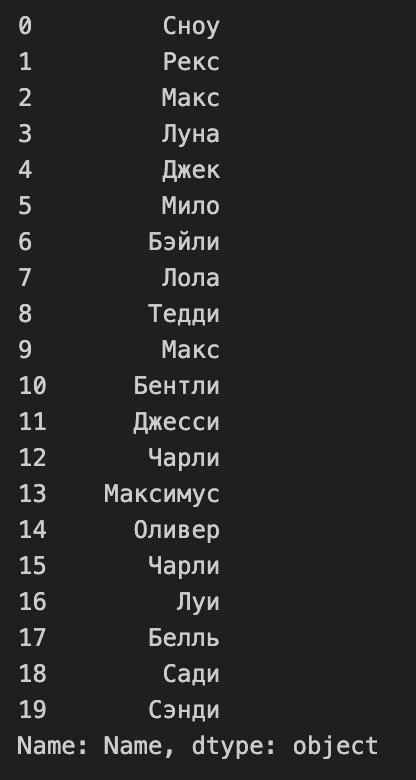 0         Сноу
1         Рекс
2         Макс
3         Луна
4         Джек
5         Мило
6        Бэйли
7         Лола
8        Тедди
9         Макс
10      Бентли
11      Джесси
12       Чарли
13    Максимус
14      Оливер
15       Чарли
16         Луи
17       Белль
18        Сади
19       Сэнди
Name: Name, dtype: object